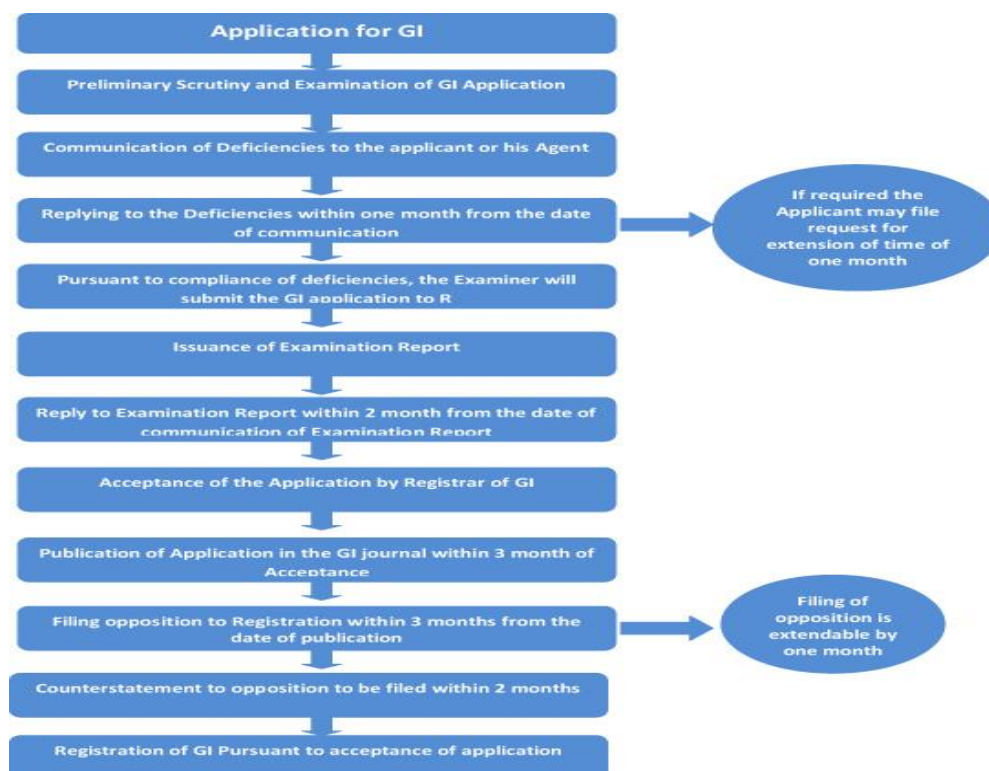 Application for GI
Preliminary Scrutiny and Examination of GI Application
Communication of Deficiencies to the applicant or his Agent
Replying to the Deficiencies within one month from the date
of communication
If required the
Applicant may file
request for
extension of time of
one month
Pursuant to compliance of deficiencies, the Examiner will
submit the GI application to R
Issuance of Examination Report
Reply to Examination Report within 2 month from the date of
communication of Examination Report
Acceptance of the Application by Registrar of GI
Publication of Application in the GI journal within 3 month of
Acceptance
Filing opposition to Registration within 3 months from the
date of publication
Filing of
opposition is
extendable by
one month
Counterstatement to opposition to be filed within 2 months
Registration of GI Pursuant to acceptance of application